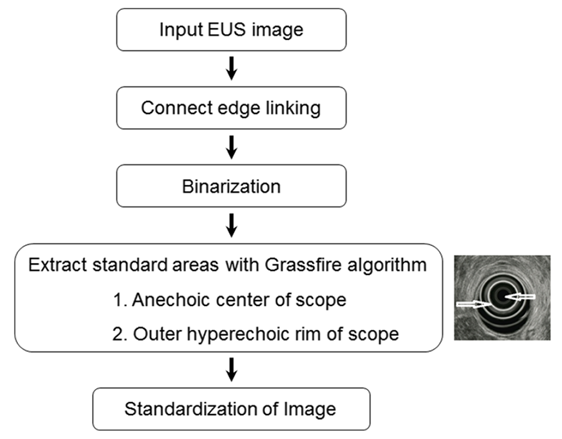 Input EUS image
Connect edge linking
Binarization
Extract standard areas with Grassfire algorithm
1. Anechoic center of scope
2. Outer hyperechoic rim of scope
Standardization of Image